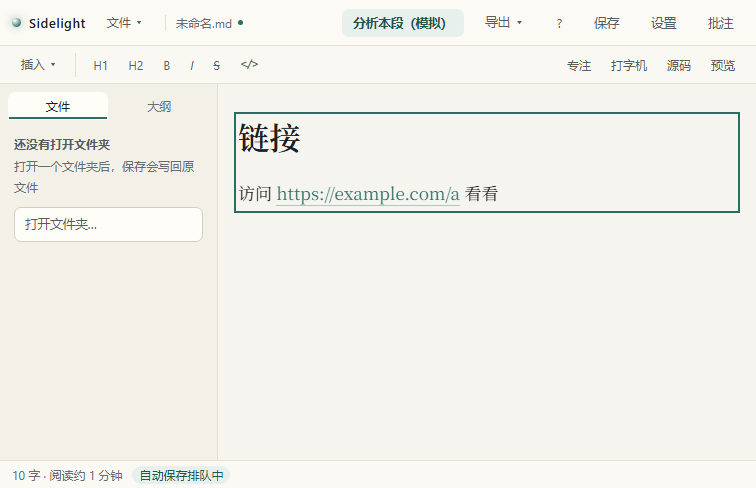 Sidelight 文件 未命名.md 分析本段（模拟） 导出 ? 保存 设置 批注
插入 H1 H2 B I S </> 专注 打字机 源码 预览
文件 大纲
还没有打开文件夹
打开一个文件夹后，保存会写回原
文件
打开文件夹...
链接
访问 https://example.com/a 看看
10 字 · 阅读约 1 分钟 自动保存排队中